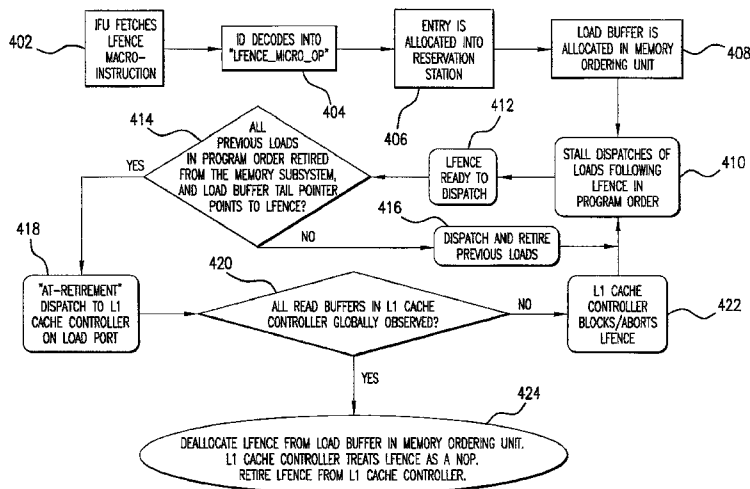 402
IFU FETCHES
LFENCE
MACRO-
INSTRUCTION
ID DECODES INTO
"LFENCE_MICRO_OP"
404
ENTRY IS
ALLOCATED INTO
RESERVATION
STATION
406
LOAD BUFFER IS
ALLOCATED IN MEMORY
ORDERING UNIT
408
414
ALL
PREVIOUS LOADS
IN PROGRAM ORDER RETIRED
FROM THE MEMORY SUBSYSTEM,
AND LOAD BUFFER TAIL POINTER
POINTS TO LFENCE?
YES
NO
412
LFENCE
READY TO
DISPATCH
STALL DISPATCHES OF
LOADS FOLLOWING
LFENCE IN
PROGRAM ORDER
410
416
DISPATCH AND RETIRE
PREVIOUS LOADS
418
"AT-RETIREMENT"
DISPATCH TO L1
CACHE CONTROLLER
ON LOAD PORT
420
ALL READ BUFFERS IN L1 CACHE
CONTROLLER GLOBALLY OBSERVED?
NO
L1 CACHE
CONTROLLER
BLOCKS/ABORTS
LFENCE
422
YES
424
DEALLOCATE LFENCE FROM LOAD BUFFER IN MEMORY ORDERING UNIT.
L1 CACHE CONTROLLER TREATS LFENCE AS A NOP.
RETIRE LFENCE FROM L1 CACHE CONTROLLER.